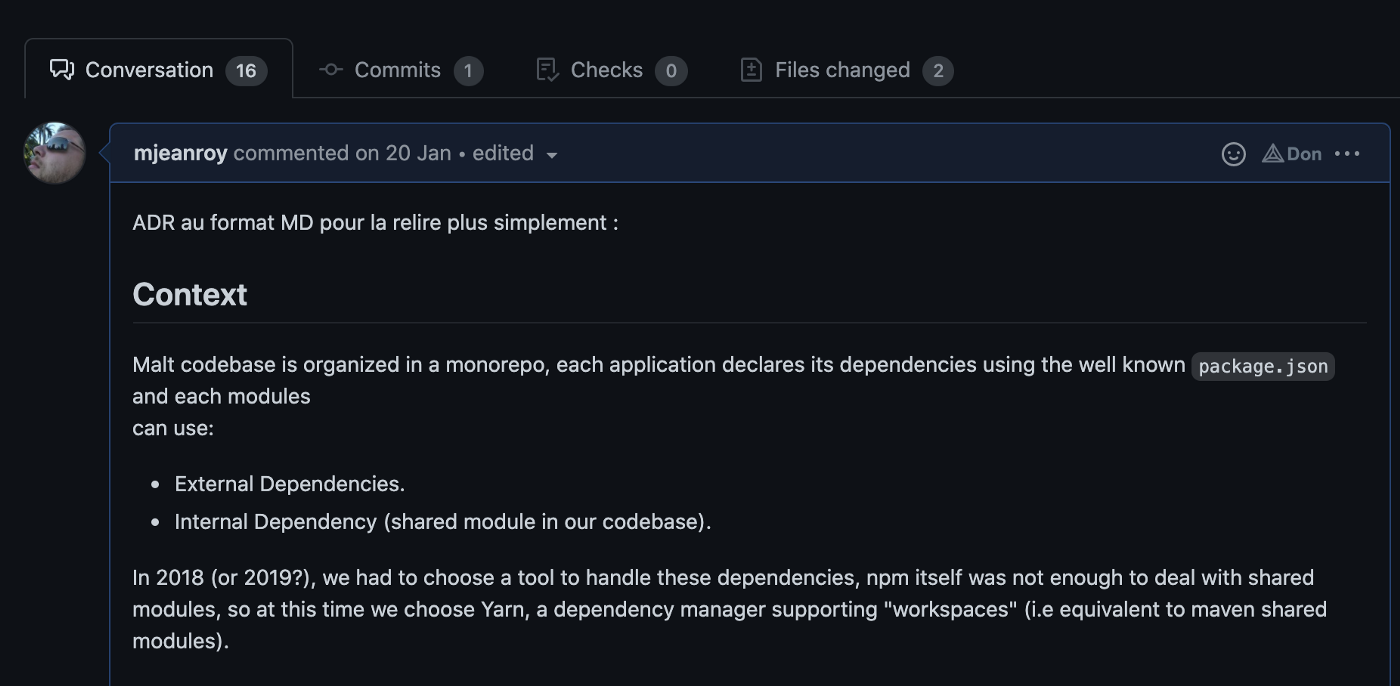 Conversation 16 Commits 1 Checks 0 Files changed 2
mjeanroy commented on 20 Jan • edited Don
ADR au format MD pour la relire plus simplement :
Context
Malt codebase is organized in a monorepo, each application declares its dependencies using the well known package.json
and each modules
can use:
• External Dependencies.
• Internal Dependency (shared module in our codebase).
In 2018 (or 2019?), we had to choose a tool to handle these dependencies, npm itself was not enough to deal with shared
modules, so at this time we choose Yarn, a dependency manager supporting "workspaces" (i.e equivalent to maven shared
modules).